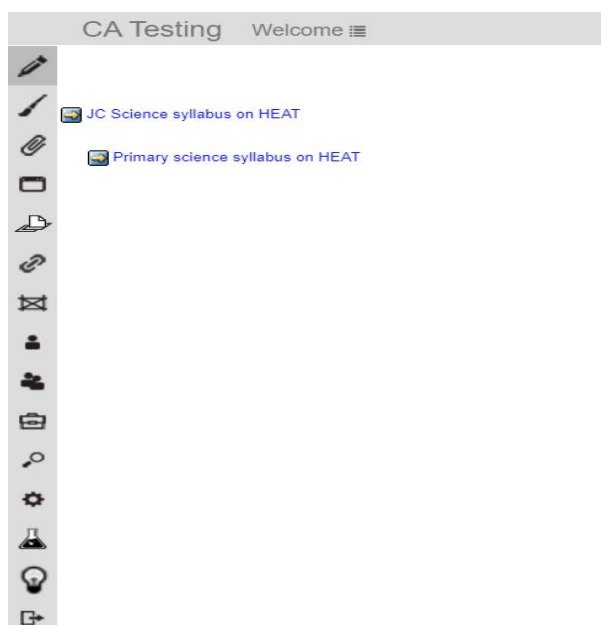 CA Testing Welcome
JC Science syllabus on HEAT
Primary science syllabus on HEAT